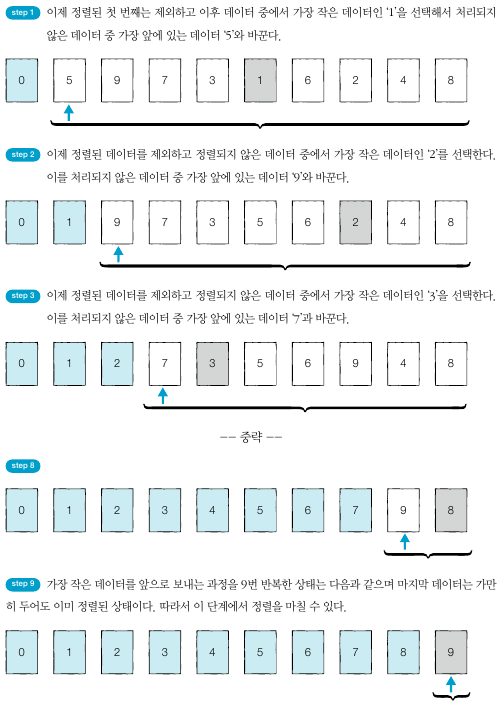 step 1 이제 정렬된 첫 번째는 제외하고 이후 데이터 중에서 가장 작은 데이터인 ‘1’을 선택해서 처리되지
않은 데이터 중 가장 앞에 있는 데이터 ‘5’와 바꾼다.
0 5 9 7 3 1 6 2 4 8
step 2 이제 정렬된 데이터를 제외하고 정렬되지 않은 데이터 중에서 가장 작은 데이터인 ‘2’를 선택한다.
이를 처리되지 않은 데이터 중 가장 앞에 있는 데이터 ‘9’와 바꾼다.
0 1 9 7 3 5 6 2 4 8
step 3 이제 정렬된 데이터를 제외하고 정렬되지 않은 데이터 중에서 가장 작은 데이터인 ‘3’을 선택한다.
이를 처리되지 않은 데이터 중 가장 앞에 있는 데이터 ‘7’과 바꾼다.
0 1 2 7 3 5 6 9 4 8
–– 중략 ––
step 8
0 1 2 3 4 5 6 7 9 8
step 9 가장 작은 데이터를 앞으로 보내는 과정을 9번 반복한 상태는 다음과 같으며 마지막 데이터는 가만
히 두어도 이미 정렬된 상태이다. 따라서 이 단계에서 정렬을 마칠 수 있다.
0 1 2 3 4 5 6 7 8 9